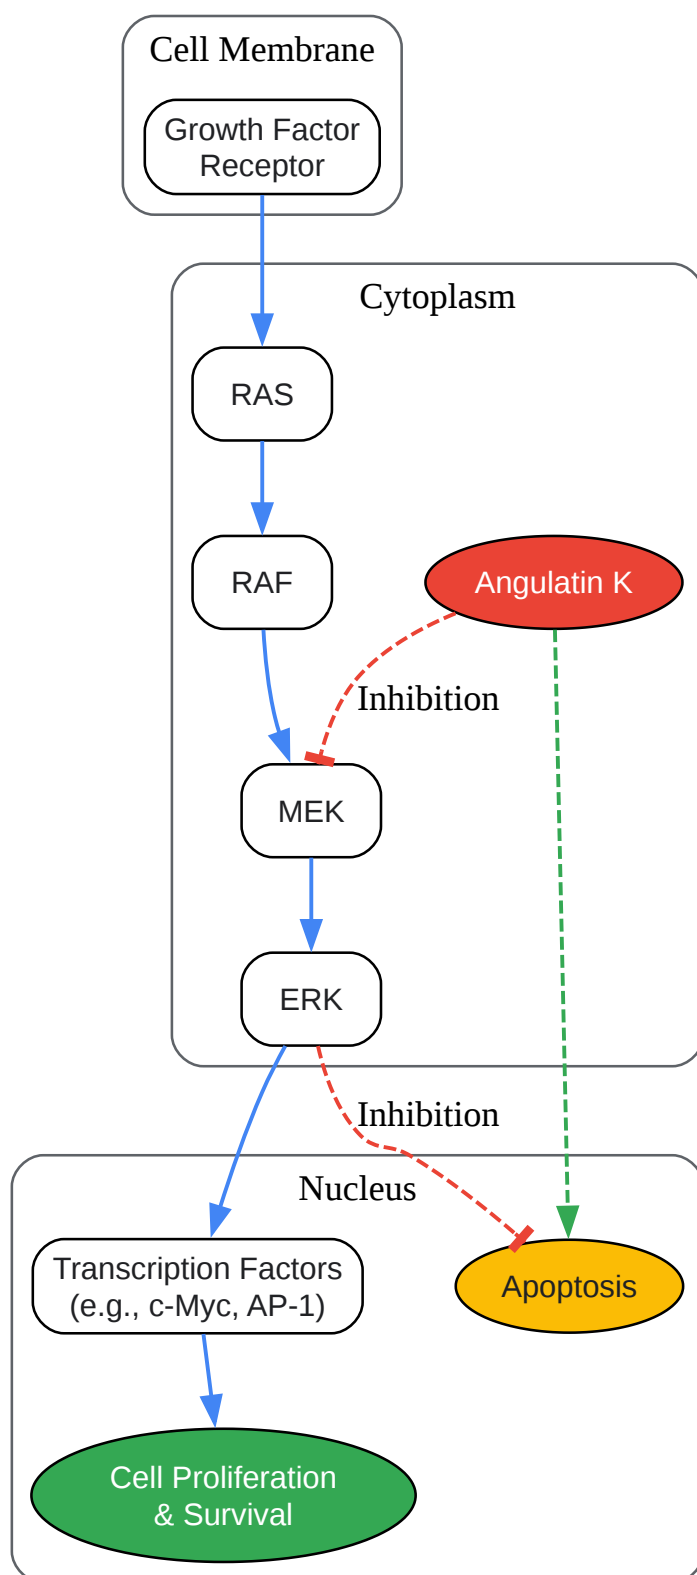 Cell Membrane
Growth Factor
Receptor
Cytoplasm
RAS
RAF
Angulatin K
Inhibition
MEK
ERK
Inhibition
Nucleus
Transcription Factors
(e.g., c-Myc, AP-1)
Apoptosis
Cell Proliferation
& Survival